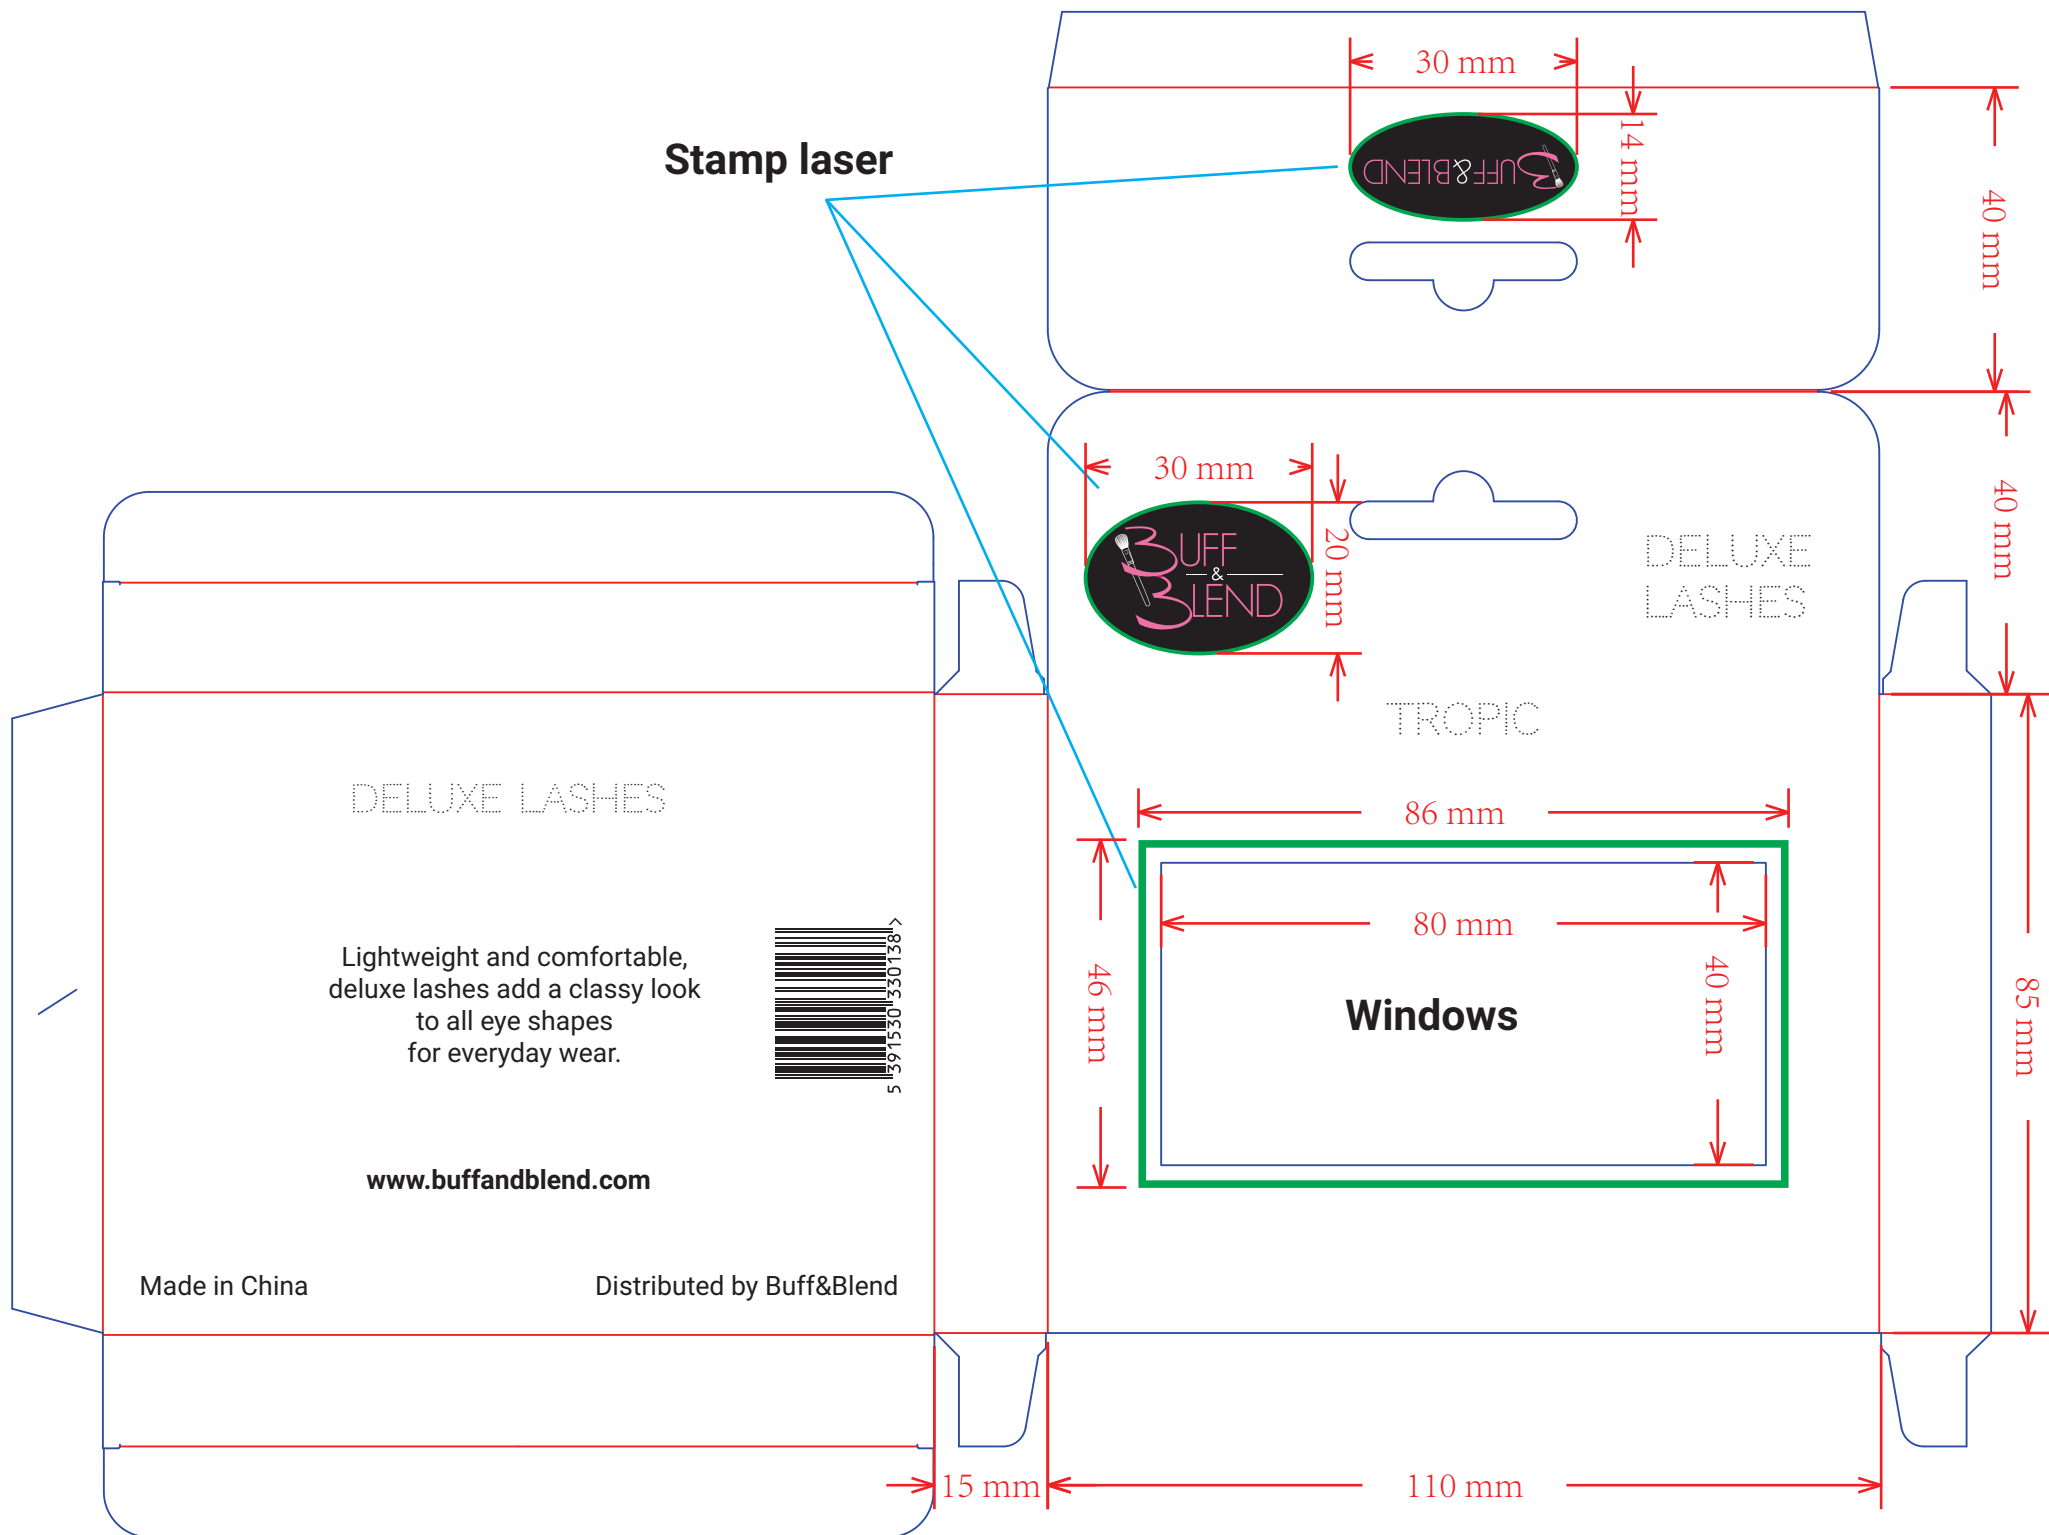 30 mm
14 mm
BUFF&BLEND
40 mm
Stamp laser
30 mm
20 mm
BUFF
&
BLEND
DELUXE
LASHES
40 mm
TROPIC
86 mm
80 mm
46 mm
40 mm
Windows
85 mm
DELUXE LASHES
Lightweight and comfortable,
deluxe lashes add a classy look
to all eye shapes
for everyday wear.
5 391530 330138 >
www.buffandblend.com
Made in China
Distributed by Buff&Blend
15 mm
110 mm